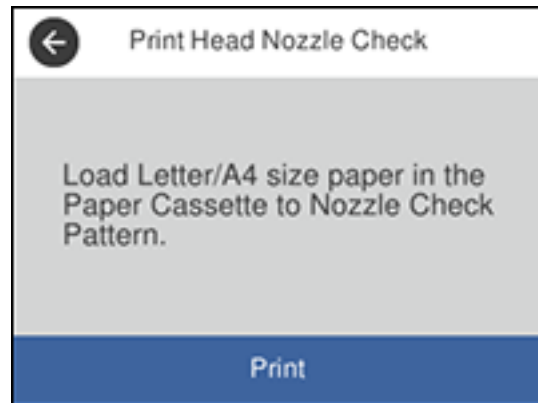 Print Head Nozzle Check
Load Letter/A4 size paper in the
Paper Cassette to Nozzle Check
Pattern.
Print